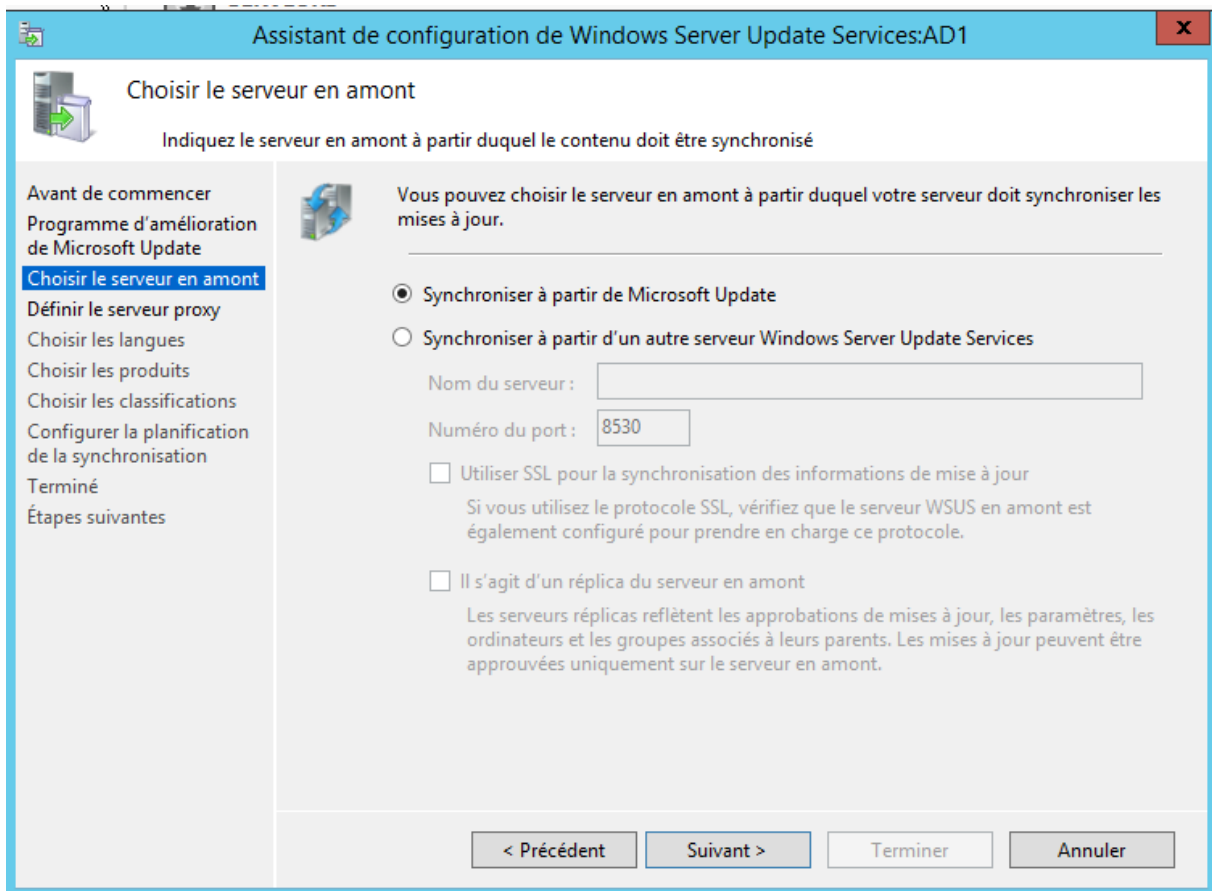 Assistant de configuration de Windows Server Update Services:AD1
x
Choisir le serveur en amont
Indiquez le serveur en amont à partir duquel le contenu doit être synchronisé
Avant de commencer
Programme d'amélioration
de Microsoft Update
Choisir le serveur en amont
Définir le serveur proxy
Choisir les langues
Choisir les produits
Choisir les classifications
Configurer la planification
de la synchronisation
Terminé
Étapes suivantes
Vous pouvez choisir le serveur en amont à partir duquel votre serveur doit synchroniser les
mises à jour.
Synchroniser à partir de Microsoft Update
Synchroniser à partir d'un autre serveur Windows Server Update Services
Nom du serveur :
Numéro du port : 8530
Utiliser SSL pour la synchronisation des informations de mise à jour
Si vous utilisez le protocole SSL, vérifiez que le serveur WSUS en amont est
également configuré pour prendre en charge ce protocole.
Il s'agit d'un réplica du serveur en amont
Les serveurs réplicas reflètent les approbations de mises à jour, les paramètres, les
ordinateurs et les groupes associés à leurs parents. Les mises à jour peuvent être
approuvées uniquement sur le serveur en amont.
< Précédent
Suivant >
Terminer
Annuler